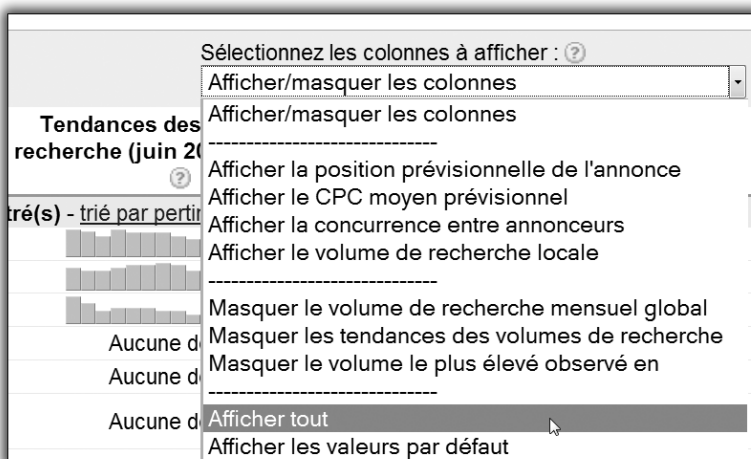 Sélectionnez les colonnes à afficher : ?
Afficher/masquer les colonnes
Afficher/masquer les colonnes
------------------------------
Afficher la position prévisionnelle de l'annonce
Afficher le CPC moyen prévisionnel
Afficher la concurrence entre annonceurs
Afficher le volume de recherche locale
------------------------------
Masquer le volume de recherche mensuel global
Masquer les tendances des volumes de recherche
Masquer le volume le plus élevé observé en
------------------------------
Afficher tout
Afficher les valeurs par défaut
Tendances des
recherche (juin
?
- trié par
Aucune
Aucune
Aucune